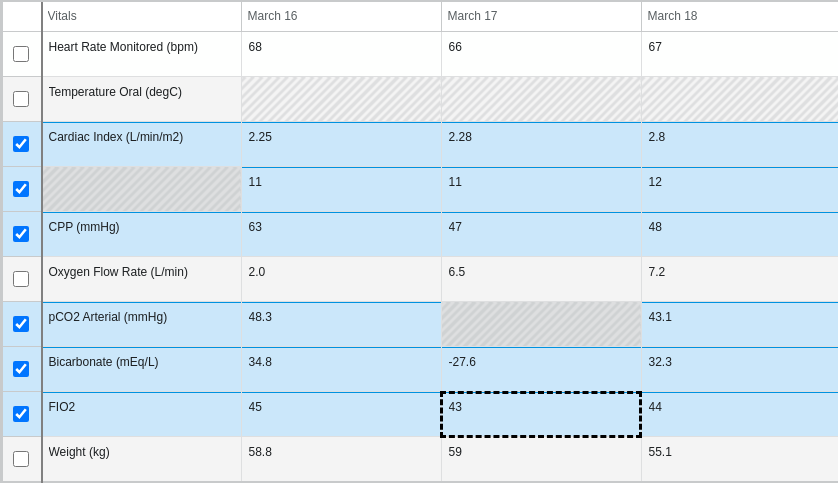 Vitals March 16 March 17 March 18
Heart Rate Monitored (bpm) 68 66 67
Temperature Oral (degC)
Cardiac Index (L/min/m2) 2.25 2.28 2.8
11 11 12
CPP (mmHg) 63 47 48
Oxygen Flow Rate (L/min) 2.0 6.5 7.2
pCO2 Arterial (mmHg) 48.3 43.1
Bicarbonate (mEq/L) 34.8 -27.6 32.3
FIO2 45 43 44
Weight (kg) 58.8 59 55.1